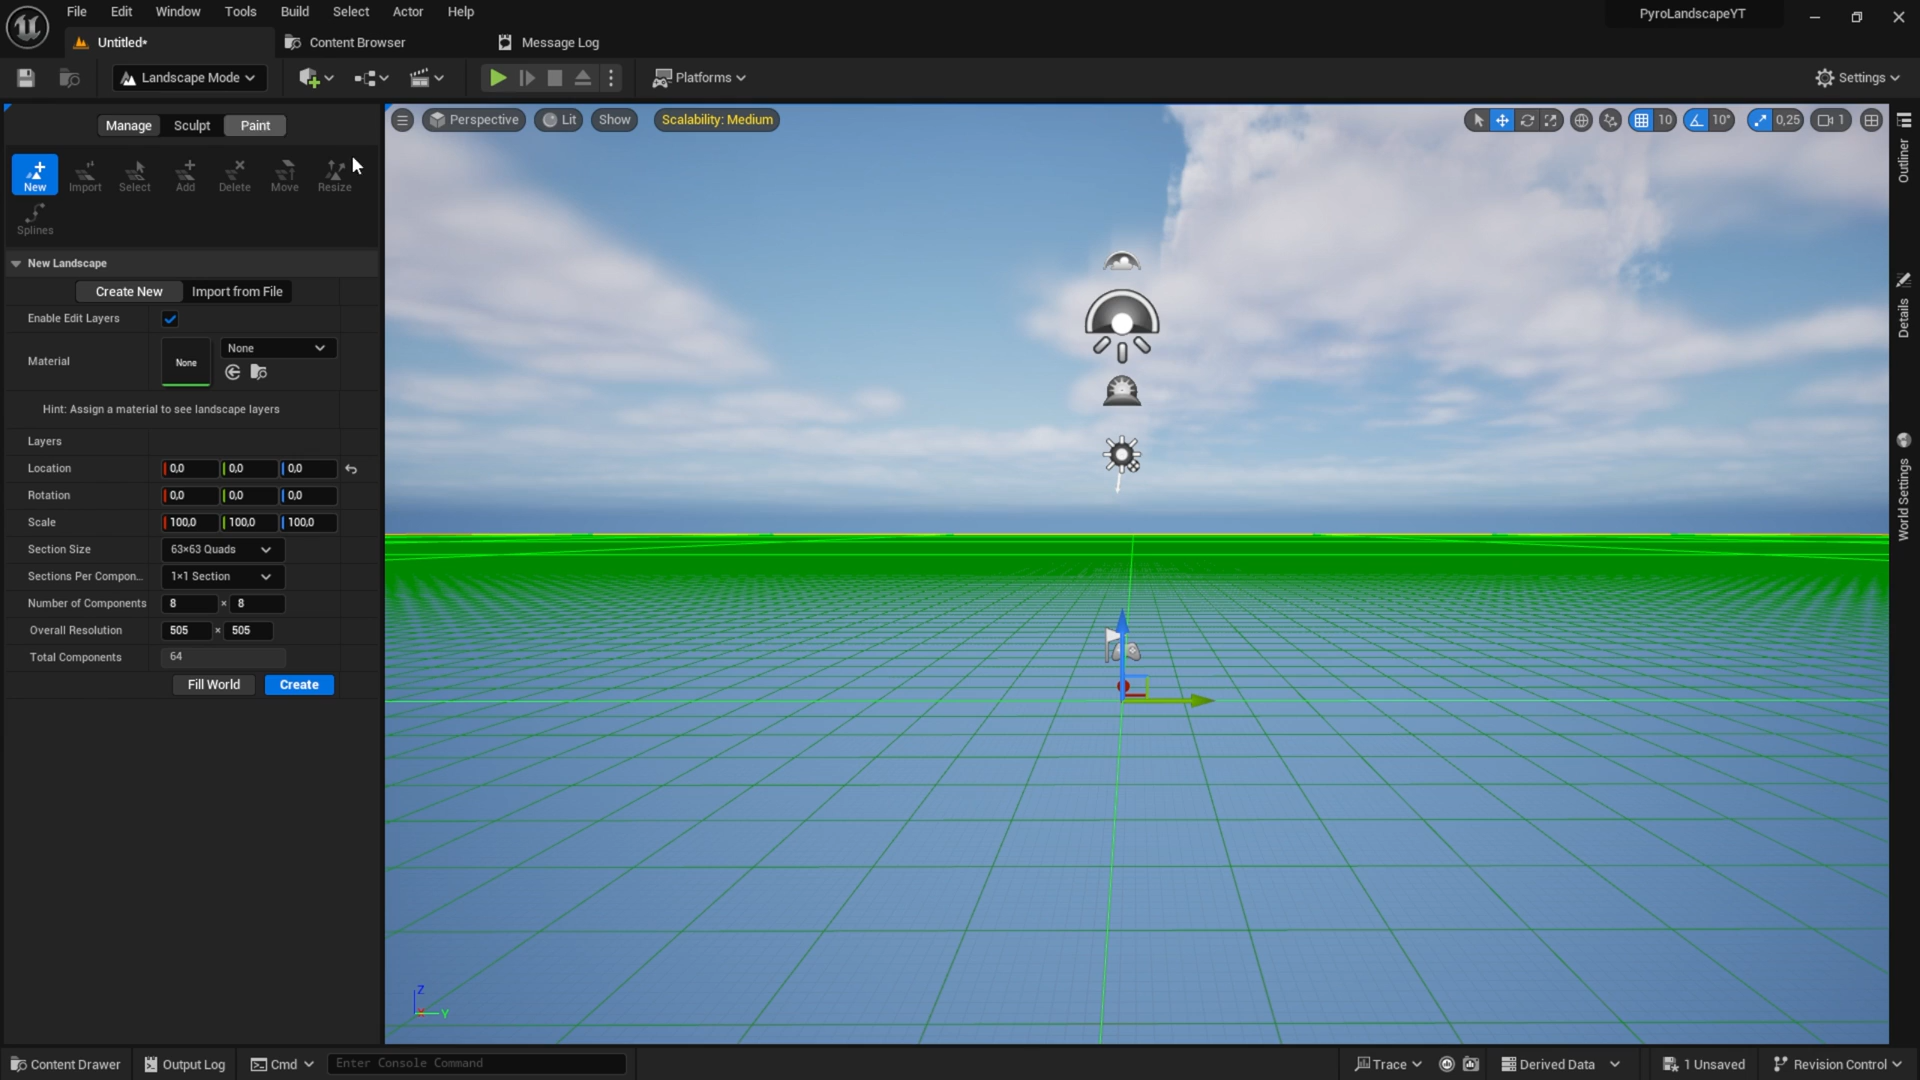 File Edit Window Tools Build Select Actor Help
PyroLandscapeYT
Untitled* Content Browser Message Log
Landscape Mode Platforms Settings
Manage Sculpt Paint
Perspective Lit Show Scalability: Medium 10 10° 0,25 1
New Import Select Add Delete Move Resize
Splines
Outliner
Details
World Settings
New Landscape
Create New Import from File
Enable Edit Layers
Material None None
Hint: Assign a material to see landscape layers
Layers
Location 0,0 0,0 0,0
Rotation 0,0 0,0 0,0
Scale 100,0 100,0 100,0
Section Size 63×63 Quads
Sections Per Compon... 1×1 Section
Number of Components 8 × 8
Overall Resolution 505 × 505
Total Components 64
Fill World Create
Z
Y
Content Drawer Output Log Cmd Enter Console Command Trace Derived Data 1 Unsaved Revision Control